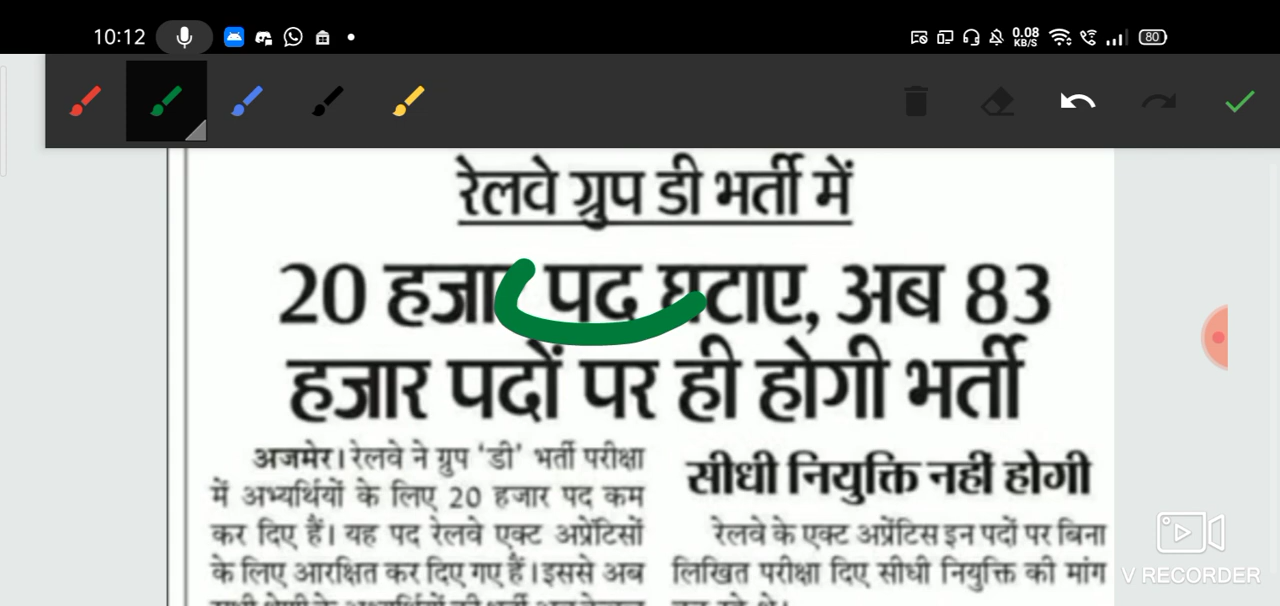 10:12
0.08
KB/S
80
रेलवे ग्रुप डी भर्ती में
20 हजार पद घटाए, अब 83
हजार पदों पर ही होगी भर्ती
अजमेर। रेलवे ने ग्रुप 'डी' भर्ती परीक्षा
में अभ्यर्थियों के लिए 20 हजार पद कम
कर दिए हैं। यह पद रेलवे एक्ट अप्रेंटिसों
के लिए आरक्षित कर दिए गए हैं। इससे अब
सीधी नियुक्ति नहीं होगी
रेलवे के एक्ट अप्रेंटिस इन पदों पर बिना
लिखित परीक्षा दिए सीधी नियुक्ति की मांग
V RECORDER